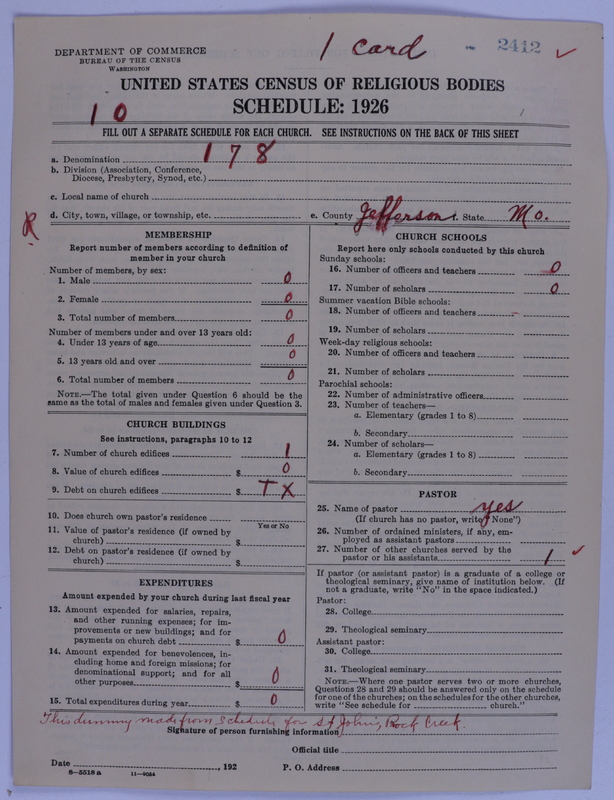 1 Card - 2412 ✓
DEPARTMENT OF COMMERCE
BUREAU OF THE CENSUS
WASHINGTON
UNITED STATES CENSUS OF RELIGIOUS BODIES
10 SCHEDULE: 1926
FILL OUT A SEPARATE SCHEDULE FOR EACH CHURCH. SEE INSTRUCTIONS ON THE BACK OF THIS SHEET
a. Denomination 178
b. Division (Association, Conference,
Diocese, Presbytery, Synod, etc.)
c. Local name of church
d. City, town, village, or township, etc. e. County Jefferson f. State Mo.
R
MEMBERSHIP
Report number of members according to definition of
member in your church
Number of members, by sex:
1. Male 0
2. Female 0
3. Total number of members 0
Number of members under and over 13 years old:
4. Under 13 years of age 0
5. 13 years old and over 0
6. Total number of members 0
NOTE.—The total given under Question 6 should be the
same as the total of males and females given under Question 3.
CHURCH BUILDINGS
See instructions, paragraphs 10 to 12
7. Number of church edifices 1
8. Value of church edifices $ 0
9. Debt on church edifices $ TX
10. Does church own pastor's residence
Yes or No
11. Value of pastor's residence (if owned by
church) $
12. Debt on pastor's residence (if owned by
church) $
EXPENDITURES
Amount expended by your church during last fiscal year
13. Amount expended for salaries, repairs,
and other running expenses; for im-
provements or new buildings; and for
payments on church debt $ 0
14. Amount expended for benevolences, in-
cluding home and foreign missions; for
denominational support; and for all
other purposes $ 0
15. Total expenditures during year $ 0
CHURCH SCHOOLS
Report here only schools conducted by this church
Sunday schools:
16. Number of officers and teachers 0
17. Number of scholars 0
Summer vacation Bible schools:
18. Number of officers and teachers -
19. Number of scholars
Week-day religious schools:
20. Number of officers and teachers
21. Number of scholars
Parochial schools:
22. Number of administrative officers
23. Number of teachers—
a. Elementary (grades 1 to 8)
b. Secondary
24. Number of scholars—
a. Elementary (grades 1 to 8)
b. Secondary
PASTOR
25. Name of pastor yes
(If church has no pastor, write "None")
26. Number of ordained ministers, if any, em-
ployed as assistant pastors
27. Number of other churches served by the
pastor or his assistants 1 ✓
If pastor (or assistant pastor) is a graduate of a college or
theological seminary, give name of institution below. (If
not a graduate, write "No" in the space indicated.)
Pastor:
28. College
29. Theological seminary
Assistant pastor:
30. College
31. Theological seminary
NOTE.—Where one pastor serves two or more churches,
Questions 28 and 29 should be answered only on the schedule
for one of the churches; on the schedules for the other churches,
write "See schedule for church."
This dummy made from schedule for St John's, Rock Creek.
Signature of person furnishing information
Official title
Date , 192 P. O. Address
8-5518 a 11-9054